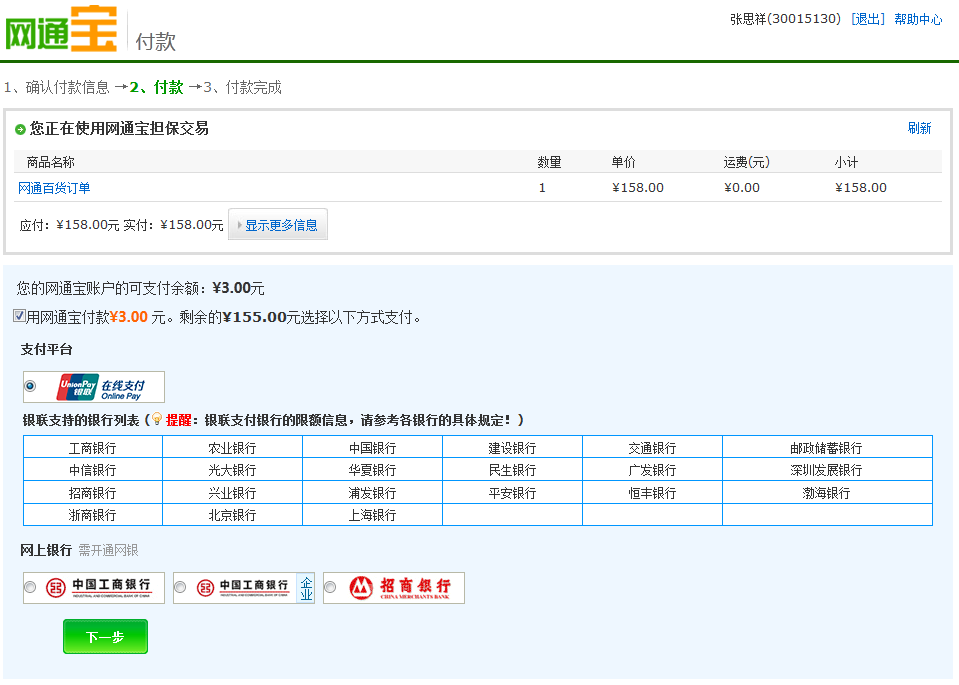 网通宝 付款
张思祥(30015130) [退出] 帮助中心
1、确认付款信息 →2、付款 →3、付款完成
您正在使用网通宝担保交易 刷新
商品名称 数量 单价 运费(元) 小计
网通百货订单 1 ¥158.00 ¥0.00 ¥158.00
应付：¥158.00元 实付：¥158.00元 显示更多信息
您的网通宝账户的可支付余额：¥3.00元
用网通宝付款¥3.00 元。剩余的¥155.00元选择以下方式支付。
支付平台
UnionPay 银联 在线支付 Online Pay
银联支持的银行列表（提醒：银联支付银行的限额信息，请参考各银行的具体规定！）
工商银行 农业银行 中国银行 建设银行 交通银行 邮政储蓄银行
中信银行 光大银行 华夏银行 民生银行 广发银行 深圳发展银行
招商银行 兴业银行 浦发银行 平安银行 恒丰银行 渤海银行
浙商银行 北京银行 上海银行
网上银行 需开通网银
中国工商银行 INDUSTRIAL AND COMMERCIAL BANK OF CHINA 中国工商银行 INDUSTRIAL AND COMMERCIAL BANK OF CHINA 企业 招商银行 CHINA MERCHANTS BANK
下一步